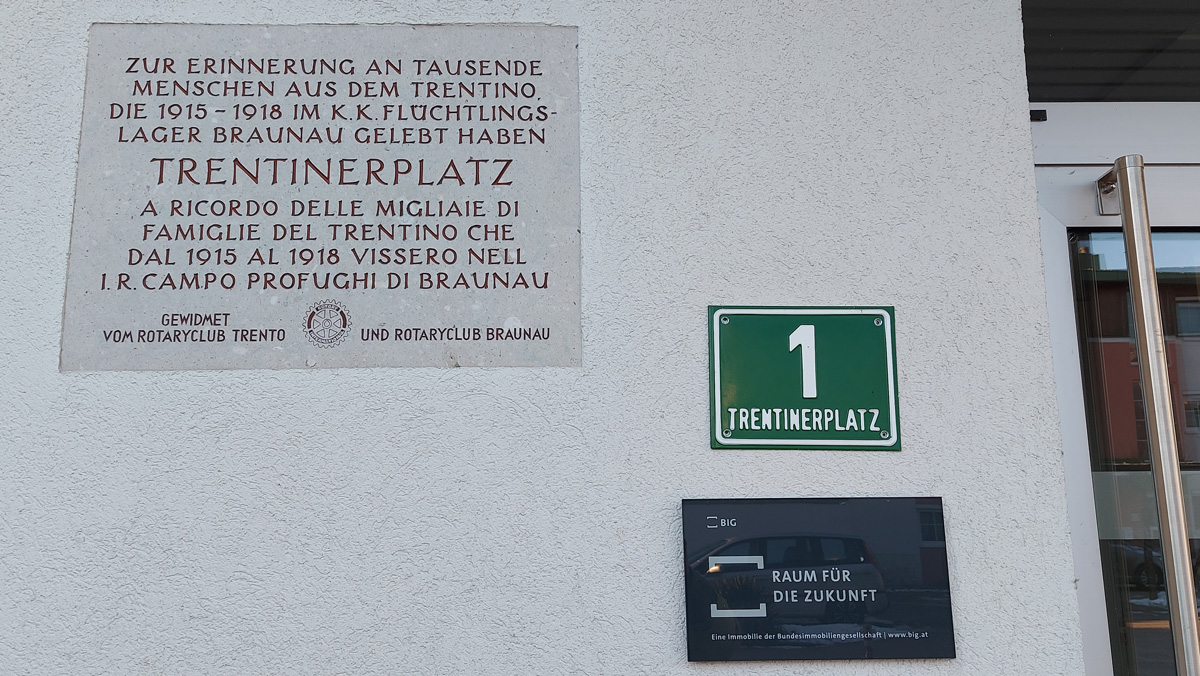 ZUR ERINNERUNG AN TAUSENDE
MENSCHEN AUS DEM TRENTINO,
DIE 1915-1918 IM K.K. FLÜCHTLINGS-
LAGER BRAUNAU GELEBT HABEN
TRENTINERPLATZ
A RICORDO DELLE MIGLIAIE DI
FAMIGLIE DEL TRENTINO CHE
DAL 1915 AL 1918 VISSERO NELL
I.R. CAMPO PROFUGHI DI BRAUNAU
GEWIDMET
VOM ROTARYCLUB TRENTO
UND ROTARYCLUB BRAUNAU
1
TRENTINERPLATZ
BIG
RAUM FÜR
DIE ZUKUNFT
Eine Immobilie der Bundesimmobiliengesellschaft | www.big.at